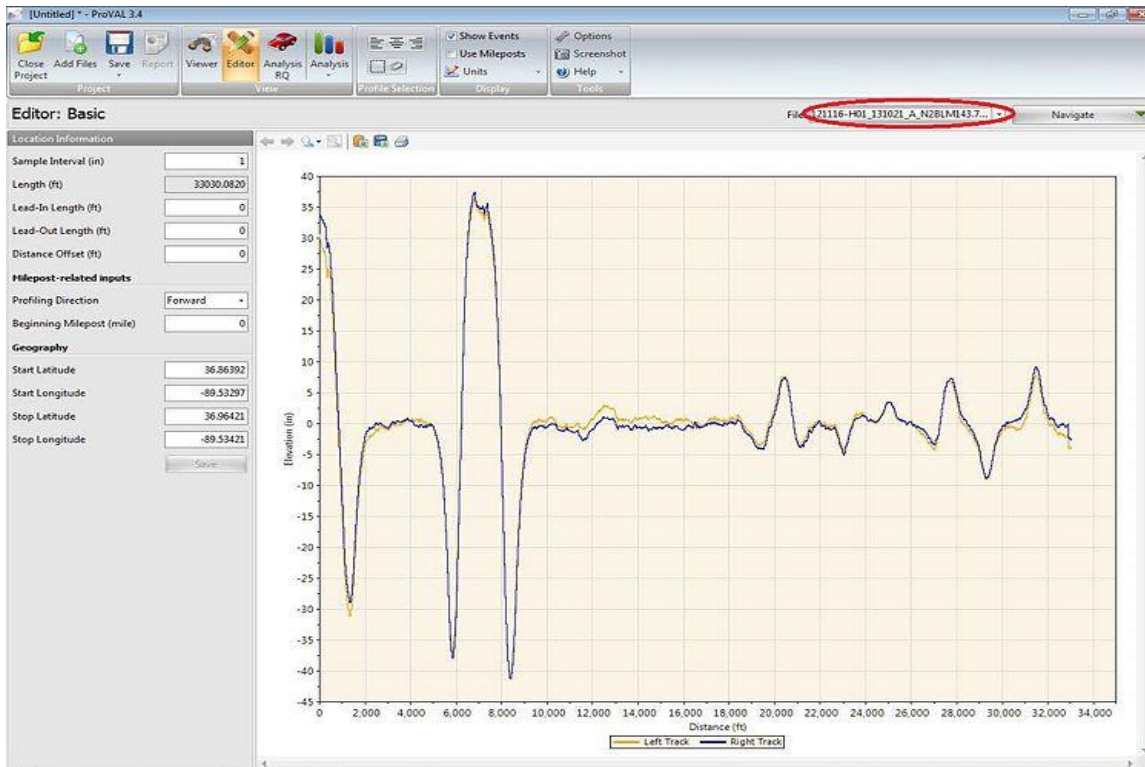 [Untitled] * - ProVAL 3.4
Close Project
Add Files
Save
Report
Viewer
Editor
Analysis RQ
Analysis
Show Events
Use Mileposts
Units
Options
Screenshot
Help
Project
View
Profile Selection
Display
Tools
Editor: Basic
File
121116-H01_131021_A_N2BLM143.7...
Navigate
Location Information
Sample Interval (in) 1
Length (ft) 33030.0820
Lead-In Length (ft) 0
Lead-Out Length (ft) 0
Distance Offset (ft) 0
Milepost-related inputs
Profiling Direction Forward
Beginning Milepost (mile) 0
Geography
Start Latitude 36.86392
Start Longitude -89.53297
Stop Latitude 36.96421
Stop Longitude -89.53421
Save
Elevation (in)
40
35
30
25
20
15
10
5
0
-5
-10
-15
-20
-25
-30
-35
-40
-45
0 2,000 4,000 6,000 8,000 10,000 12,000 14,000 16,000 18,000 20,000 22,000 24,000 26,000 28,000 30,000 32,000 34,000
Distance (ft)
Left Track Right Track